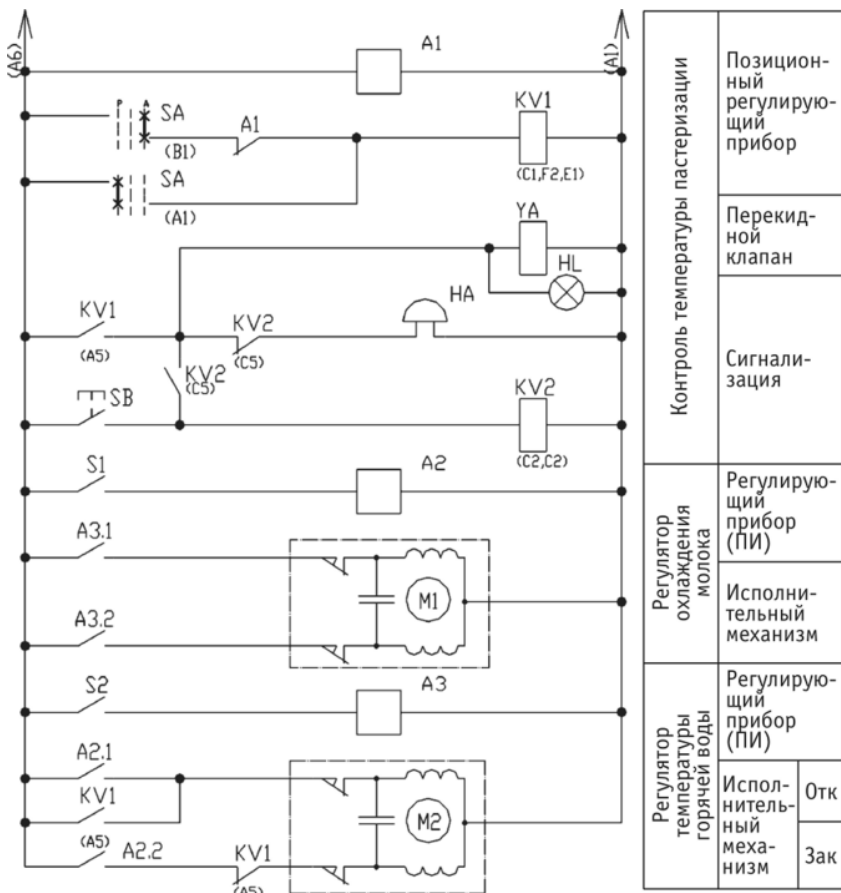 (A6)
A1
(A1)
P A SA
A1
KV1
(B1)
(C1,F2,E1)
SA
(A1)
YA
HL
HA
KV1
(A5)
KV2
(C5)
KV2
(C5)
SB
KV2
(C2,C2)
S1
A2
A3.1
M1
A3.2
S2
A3
A2.1
KV1
(A5)
M2
A2.2
KV1
(A5)
Контроль температуры пастеризации
Позицион-
ный
регулирую-
щий
прибор
Перекид-
ной
клапан
Сигнали-
зация
Регулятор
охлаждения
молока
Регулирую-
щий
прибор
(ПИ)
Исполни-
тельный
механизм
Регулятор
температуры
горячей воды
Регулирую-
щий
прибор
(ПИ)
Испол-
нитель-
ный
меха-
низм
Отк
Зак